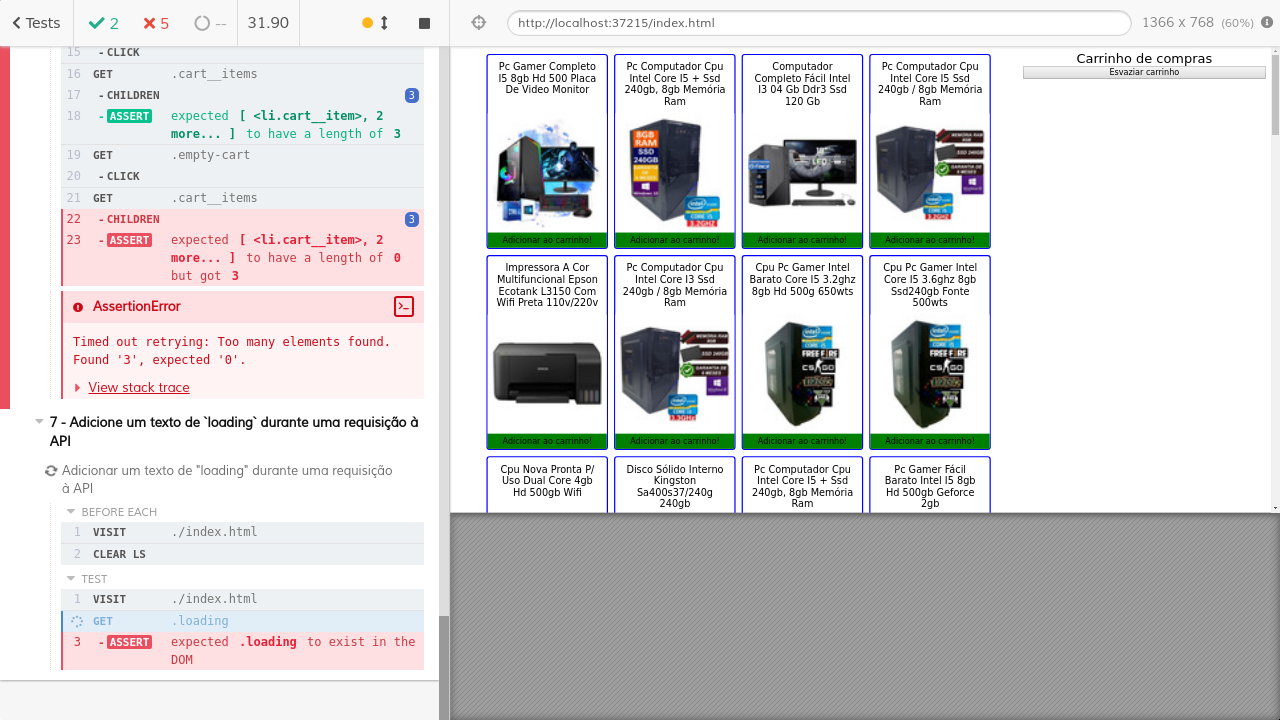 Tests
2
5
--
31.90
http://localhost:37215/index.html
1366 x 768 (60%)
15 -CLICK
16 GET .cart__items
17 -CHILDREN 3
18 -ASSERT expected [ <li.cart__item>, 2
more... ] to have a length of 3
19 GET .empty-cart
20 -CLICK
21 GET .cart__items
22 -CHILDREN 3
23 -ASSERT expected [ <li.cart__item>, 2
more... ] to have a length of 0
but got 3
AssertionError
Timed out retrying: Too many elements found.
Found '3', expected '0'.
View stack trace
7 - Adicione um texto de `loading` durante uma requisição à
API
Adicionar um texto de "loading" durante uma requisição
à API
BEFORE EACH
1 VISIT ./index.html
2 CLEAR LS
TEST
1 VISIT ./index.html
GET .loading
3 -ASSERT expected .loading to exist in the
DOM
Pc Gamer Completo
I5 8gb Hd 500 Placa
De Video Monitor
Adicionar ao carrinho!
Pc Computador Cpu
Intel Core I5 + Ssd
240gb, 8gb Memória
Ram
8GB
RAM
SSD
240GB
Adicionar ao carrinho!
Computador
Completo Fácil Intel
I3 04 Gb Ddr3 Ssd
120 Gb
Adicionar ao carrinho!
Pc Computador Cpu
Intel Core I5 Ssd
240gb / 8gb Memória
Ram
Adicionar ao carrinho!
Impressora A Cor
Multifuncional Epson
Ecotank L3150 Com
Wifi Preta 110v/220v
Adicionar ao carrinho!
Pc Computador Cpu
Intel Core I3 Ssd
240gb / 8gb Memória
Ram
Adicionar ao carrinho!
Cpu Pc Gamer Intel
Barato Core I5 3.2ghz
8gb Hd 500g 650wts
FREE FIRE
CS:GO
Adicionar ao carrinho!
Cpu Pc Gamer Intel
Core I5 3.6ghz 8gb
Ssd240gb Fonte
500wts
FREE FIRE
CS:GO
Adicionar ao carrinho!
Cpu Nova Pronta P/
Uso Dual Core 4gb
Hd 500gb Wifi
Disco Sólido Interno
Kingston
Sa400s37/240g
240gb
Pc Computador Cpu
Intel Core I5 + Ssd
240gb, 8gb Memória
Ram
Pc Gamer Fácil
Barato Intel I5 8gb
Hd 500gb Geforce
2gb
Carrinho de compras
Esvaziar carrinho